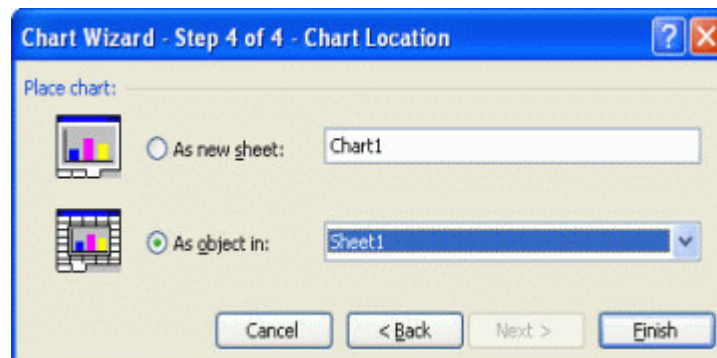 Chart Wizard - Step 4 of 4 - Chart Location
Place chart:
As new sheet: Chart1
As object in: Sheet1
Cancel < Back Next > Finish